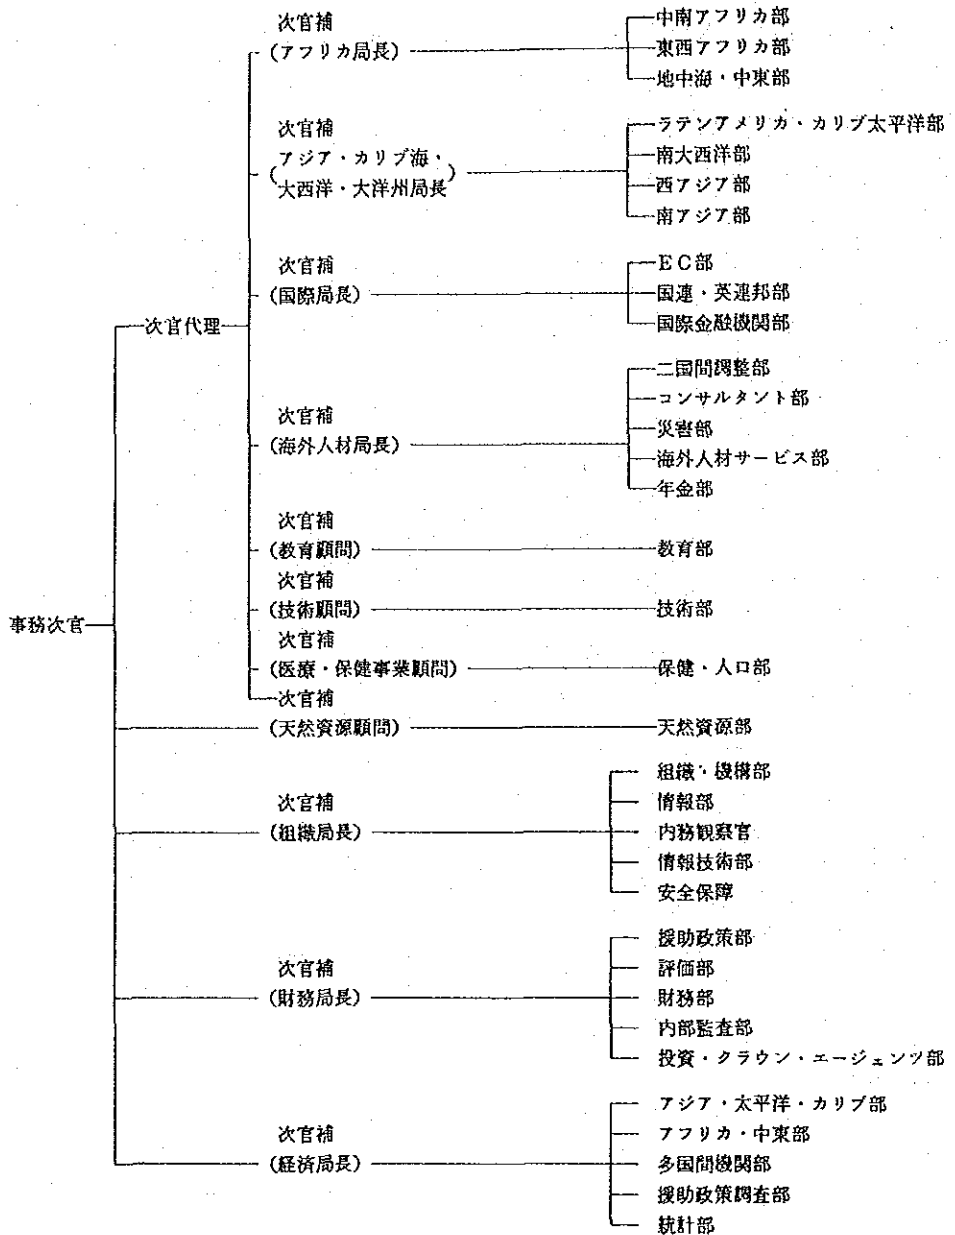 次官補
(アフリカ局長)
中南アフリカ部
東西アフリカ部
地中海・中東部
次官補
(アジア・カリブ海・
大西洋・大洋州局長)
ラテンアメリカ・カリブ太平洋部
南大西洋部
西アジア部
南アジア部
次官補
(国際局長)
EC部
国連・英連邦部
国際金融機関部
次官代理
次官補
(海外人材局長)
二国間調整部
コンサルタント部
災害部
海外人材サービス部
年金部
次官補
(教育顧問)
教育部
次官補
(技術顧問)
技術部
事務次官
次官補
(医療・保健事業顧問)
保健・人口部
次官補
(天然資源顧問)
天然資源部
次官補
(組織局長)
組織・機構部
情報部
内務観察官
情報技術部
安全保障
次官補
(財務局長)
援助政策部
評価部
財務部
内部監査部
投資・クラウン・エージェンツ部
次官補
(経済局長)
アジア・太平洋・カリブ部
アフリカ・中東部
多国間機関部
援助政策調査部
統計部